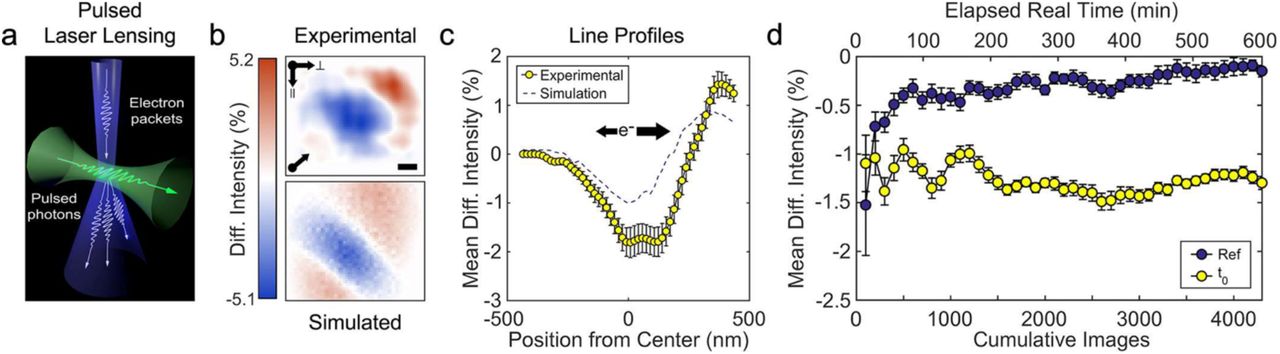 a
Pulsed
Laser Lensing
Electron
packets
Pulsed
photons
b
Experimental
5.2
Diff. Intensity (%)
-5.1
⊥
||
Simulated
c
Line Profiles
Experimental
Simulation
e-
Mean Diff. Intensity (%)
2
1
0
-1
-2
-3
-500
0
500
Position from Center (nm)
d
Elapsed Real Time (min)
0 100 200 300 400 500 600
Mean Diff. Intensity (%)
0
-0.5
-1
-1.5
-2
-2.5
Ref
t0
0 1000 2000 3000 4000
Cumulative Images